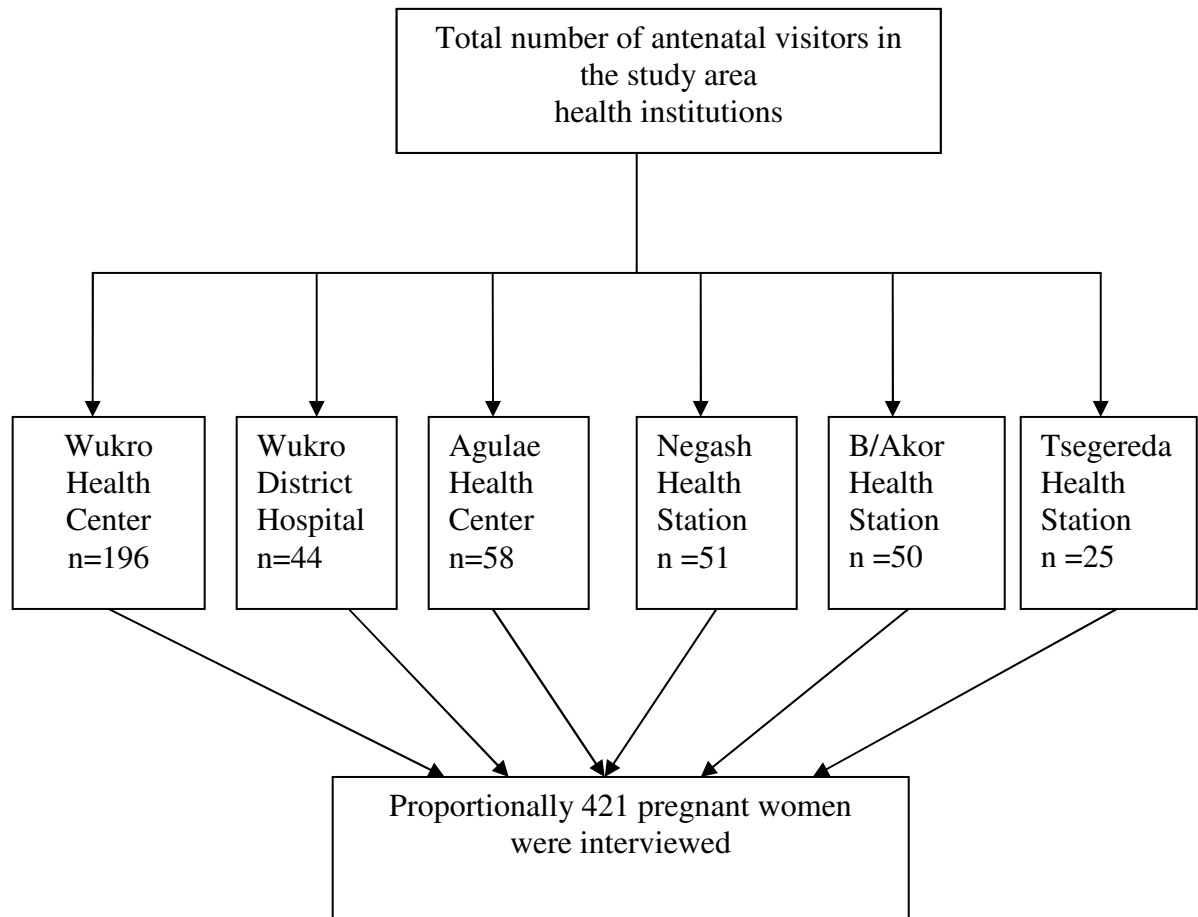 Total number of antenatal visitors in
the study area
health institutions
Wukro
Health
Center
n=196
Wukro
District
Hospital
n=44
Agulae
Health
Center
n=58
Negash
Health
Station
n =51
B/Akor
Health
Station
n =50
Tsegereda
Health
Station
n =25
Proportionally 421 pregnant women
were interviewed